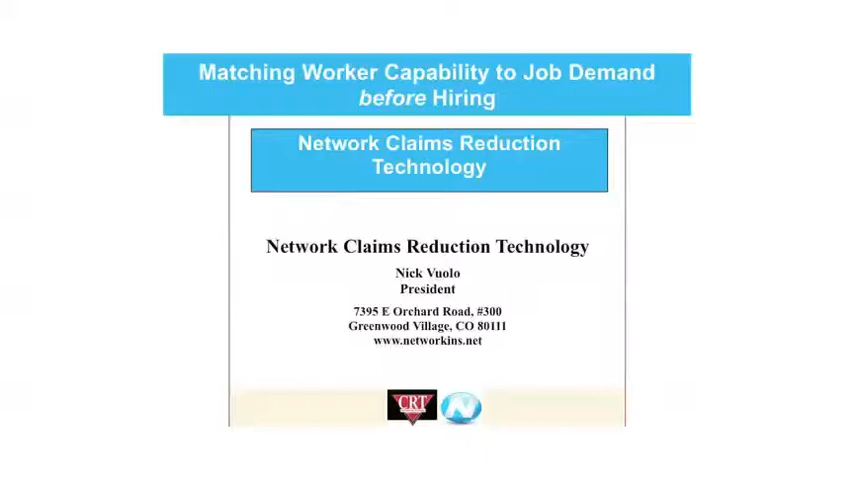 Matching Worker Capability to Job Demand
before Hiring
Network Claims Reduction
Technology
Network Claims Reduction Technology
Nick Vuolo
President
7395 E Orchard Road, #300
Greenwood Village, CO 80111
www.networkins.net
CRT
N